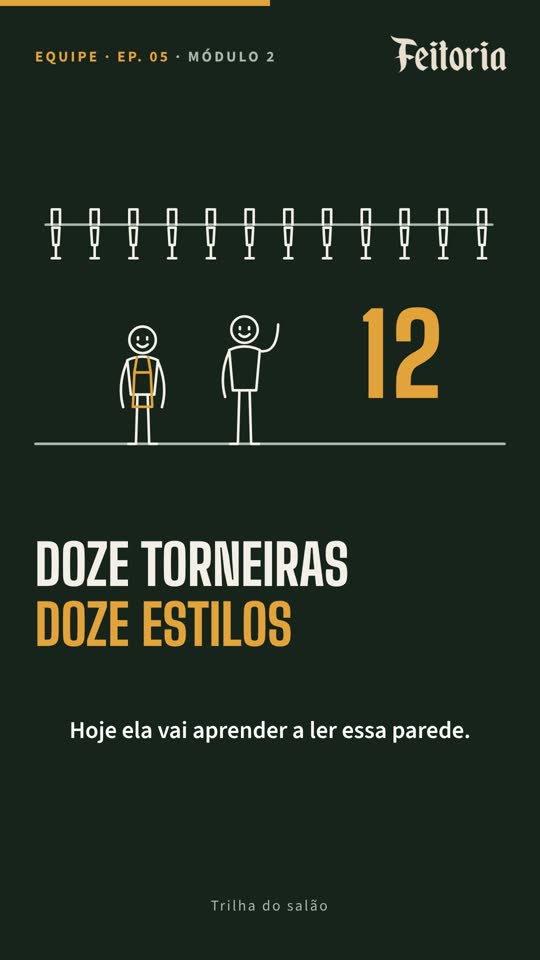 EQUIPE · EP. 05 · MÓDULO 2
Feitoria
12
DOZE TORNEIRAS
DOZE ESTILOS
Hoje ela vai aprender a ler essa parede.
Trilha do salão